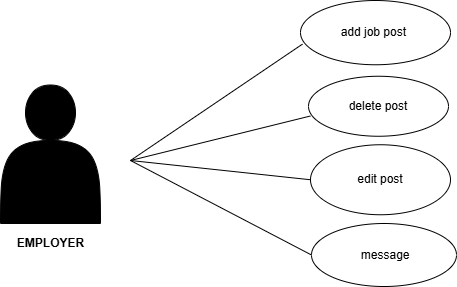 add job post
delete post
edit post
message
EMPLOYER